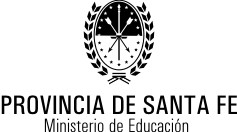 PROVINCIA DE SANTA FE
Ministerio de Educación